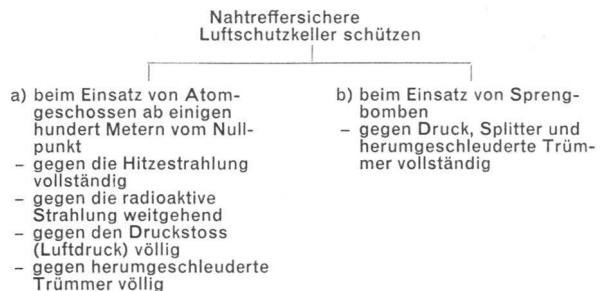 Nahtreffersichere
Luftschutzkeller schützen
a) beim Einsatz von Atom-
geschossen ab einigen
hundert Metern vom Null-
punkt
– gegen die Hitzestrahlung
vollständig
– gegen die radioaktive
Strahlung weitgehend
– gegen den Druckstoss
(Luftdruck) völlig
– gegen herumgeschleuderte
Trümmer völlig
b) beim Einsatz von Spreng-
bomben
– gegen Druck, Splitter und
herumgeschleuderte Trüm-
mer vollständig